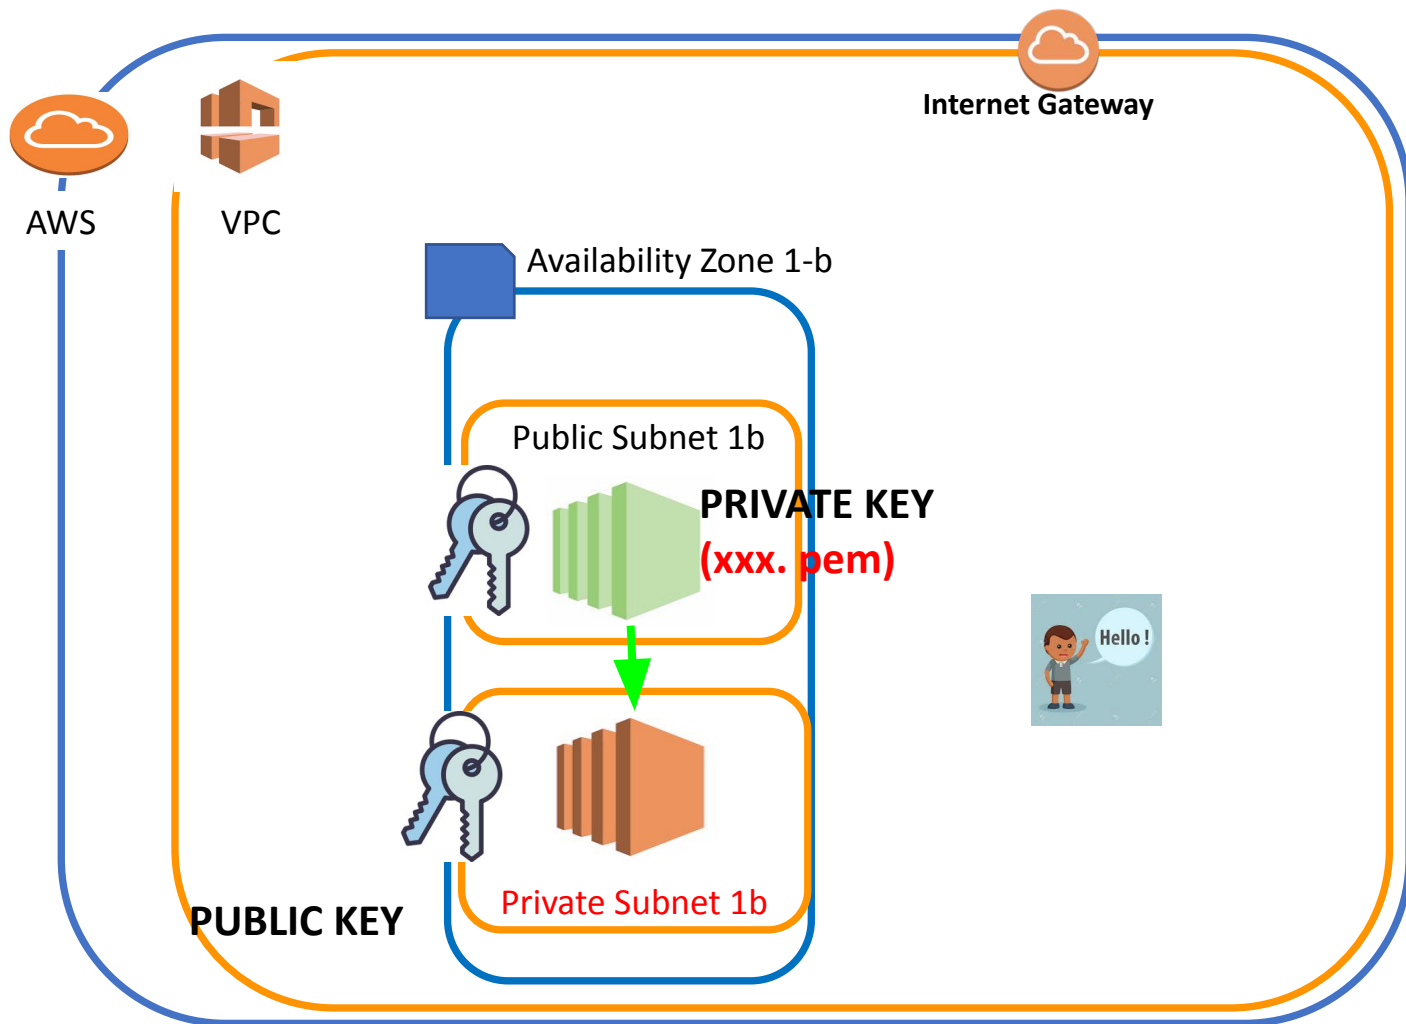 Internet Gateway
AWS
VPC
Availability Zone 1-b
Public Subnet 1b
PRIVATE KEY
(xxx. pem)
Hello !
Private Subnet 1b
PUBLIC KEY